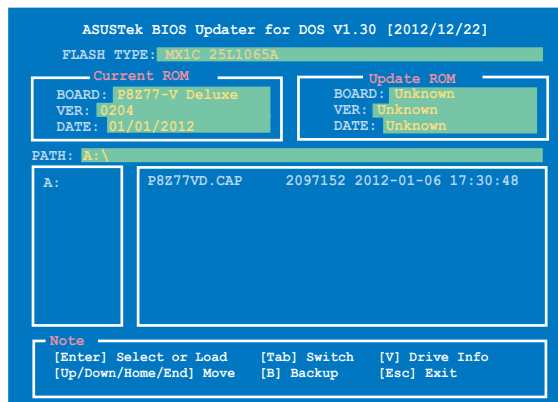 ASUSTek BIOS Updater for DOS V1.30 [2012/12/22]
FLASH TYPE: MX1C 25L1065A
Current ROM
BOARD: P8Z77-V Deluxe
VER: 0204
DATE: 01/01/2012
Update ROM
BOARD: Unknown
VER: Unknown
DATE: Unknown
PATH: A:\
A:
P8Z77VD.CAP 2097152 2012-01-06 17:30:48
Note
[Enter] Select or Load [Tab] Switch [V] Drive Info
[Up/Down/Home/End] Move [B] Backup [Esc] Exit